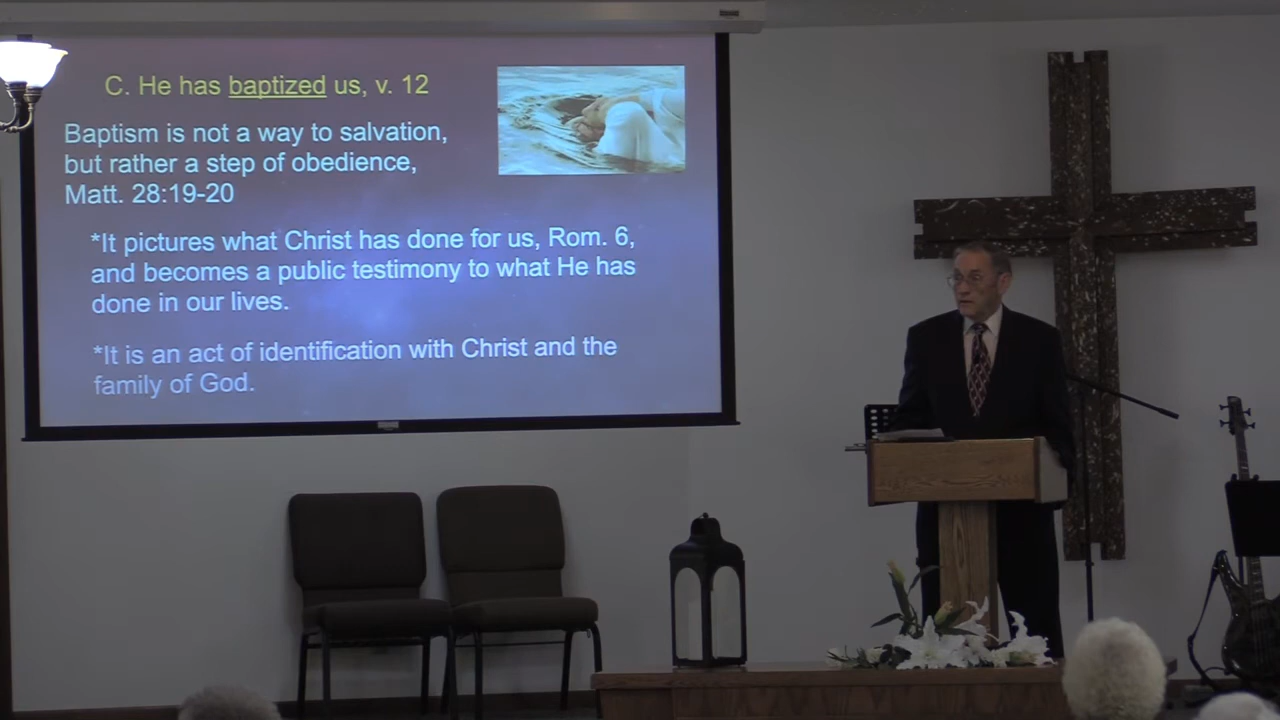 C. He has baptized us, v. 12
Baptism is not a way to salvation,
but rather a step of obedience,
Matt. 28:19-20
*It pictures what Christ has done for us, Rom. 6,
and becomes a public testimony to what He has
done in our lives.
*It is an act of identification with Christ and the
family of God.